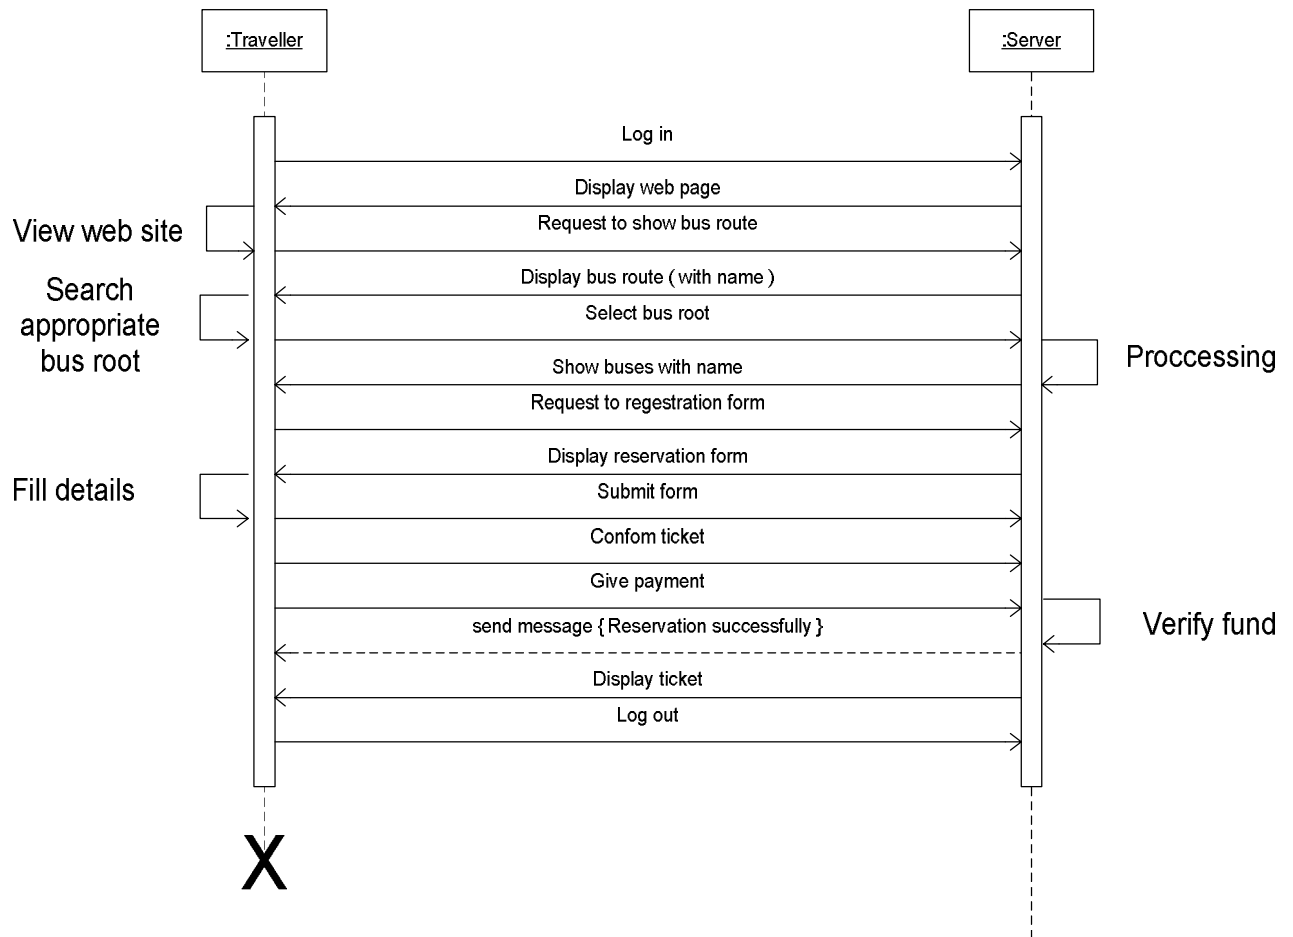 :Traveller
:Server
Log in
Display web page
View web site
Request to show bus route
Display bus route ( with name )
Search
appropriate
bus root
Select bus root
Proccessing
Show buses with name
Request to regestration form
Display reservation form
Fill details
Submit form
Confom ticket
Give payment
Verify fund
send message { Reservation successfully }
Display ticket
Log out
X